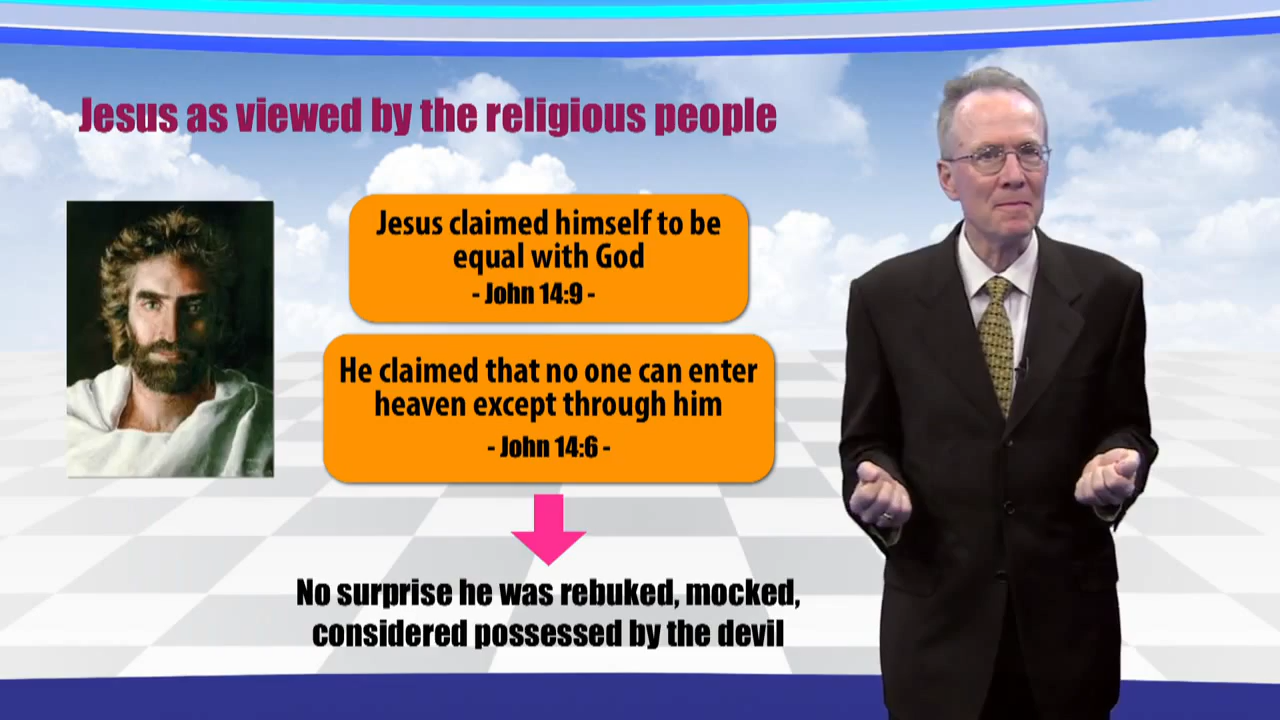 Jesus as viewed by the religious people
Jesus claimed himself to be
equal with God
- John 14:9 -
He claimed that no one can enter
heaven except through him
- John 14:6 -
No surprise he was rebuked, mocked,
considered possessed by the devil